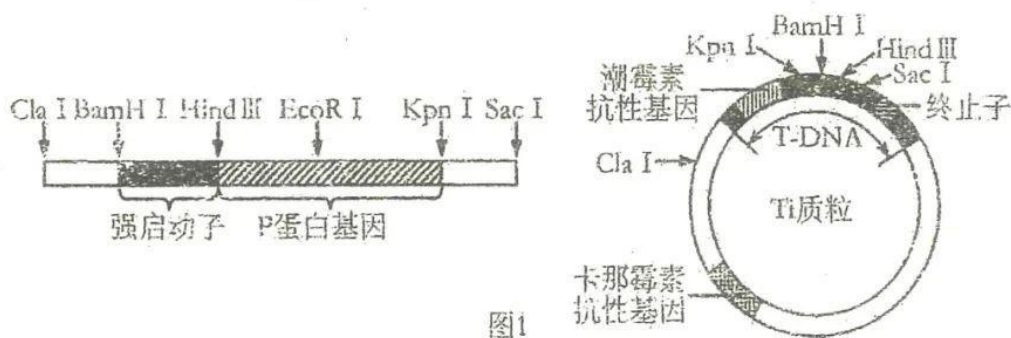 Cla I BamH I Hind Ⅲ EcoR I Kpn I Sac I
强启动子 P蛋白基因
BamH I
Kpn I
Hind Ⅲ
Sac I
潮霉素
抗性基因
终止子
T-DNA
Cla I
Ti质粒
卡那霉素
抗性基因
图1